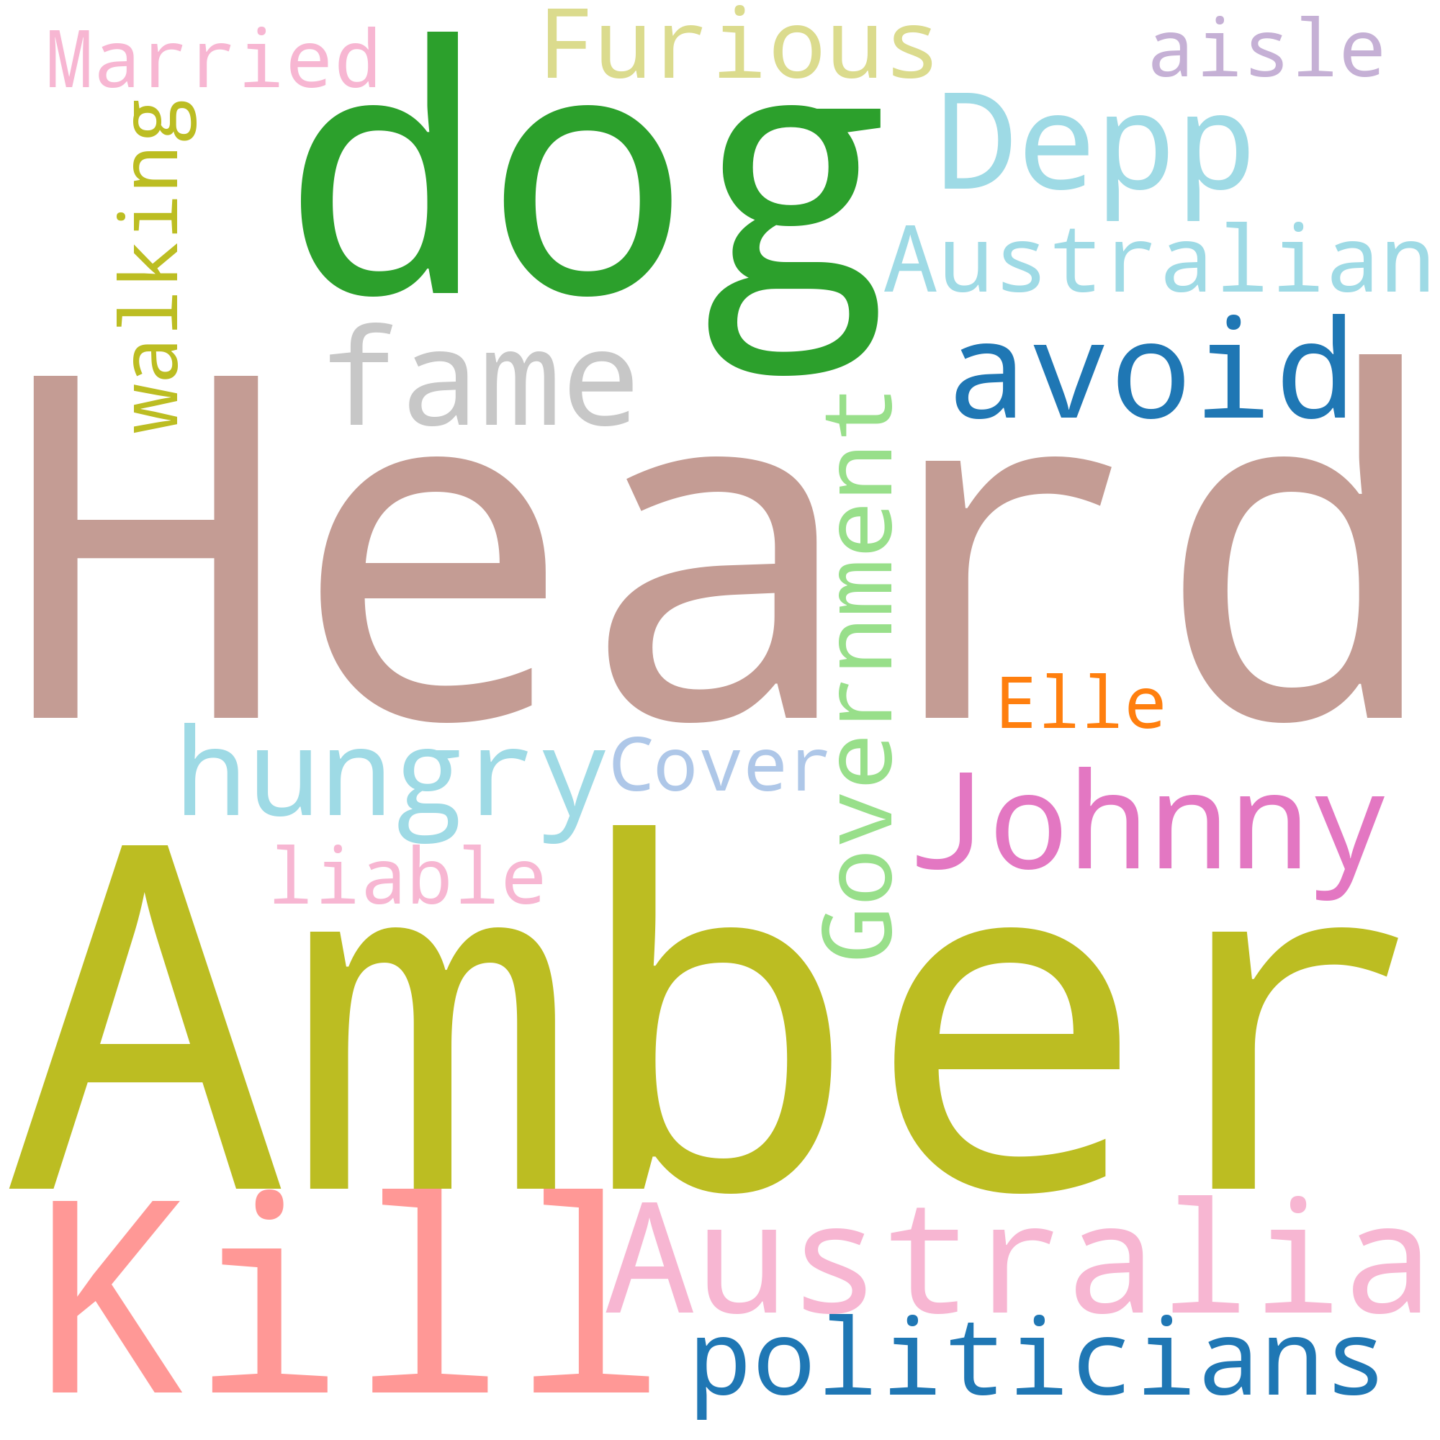 Married
Furious
aisle
walking
dog
Depp
Australian
fame
avoid
Heard
Government
Elle
hungry
Cover
Johnny
liable
Amber
Kill
Australia
politicians